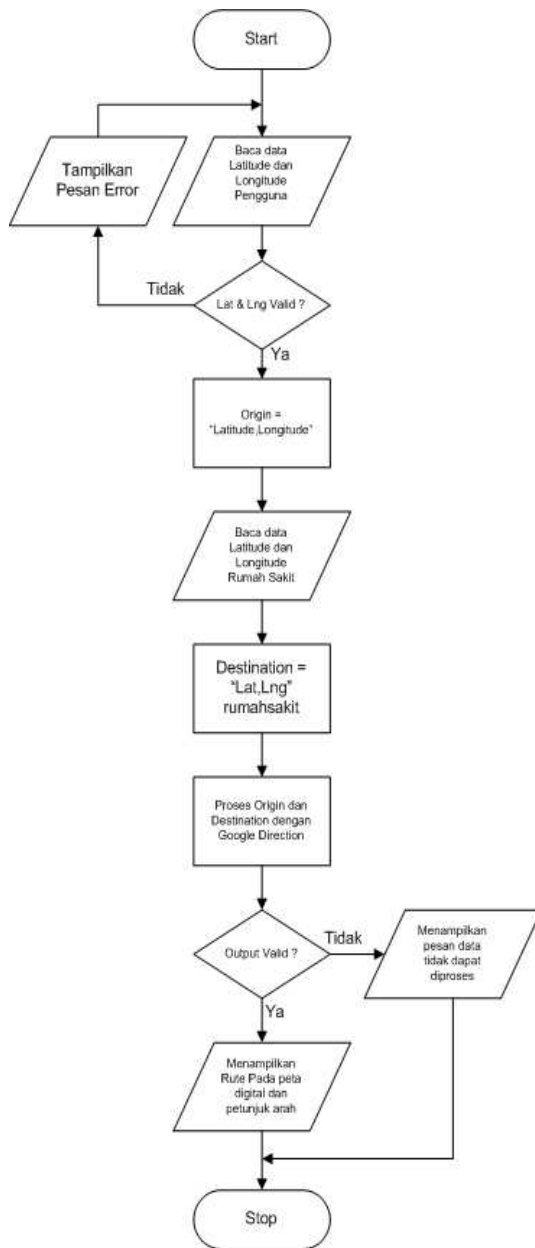 Start
Tampilkan
Pesan Error
Baca data
Latitude dan
Longitude
Pengguna
Tidak
Lat & Lng Valid ?
Ya
Origin =
"Latitude,Longitude"
Baca data
Latitude dan
Longitude
Rumah Sakit
Destination =
"Lat,Lng"
rumahsakit
Proses Origin dan
Destination dengan
Google Direction
Output Valid ?
Tidak
Menampilkan
pesan data
tidak dapat
diproses
Ya
Menampilkan
Rute Pada peta
digital dan
petunjuk arah
Stop